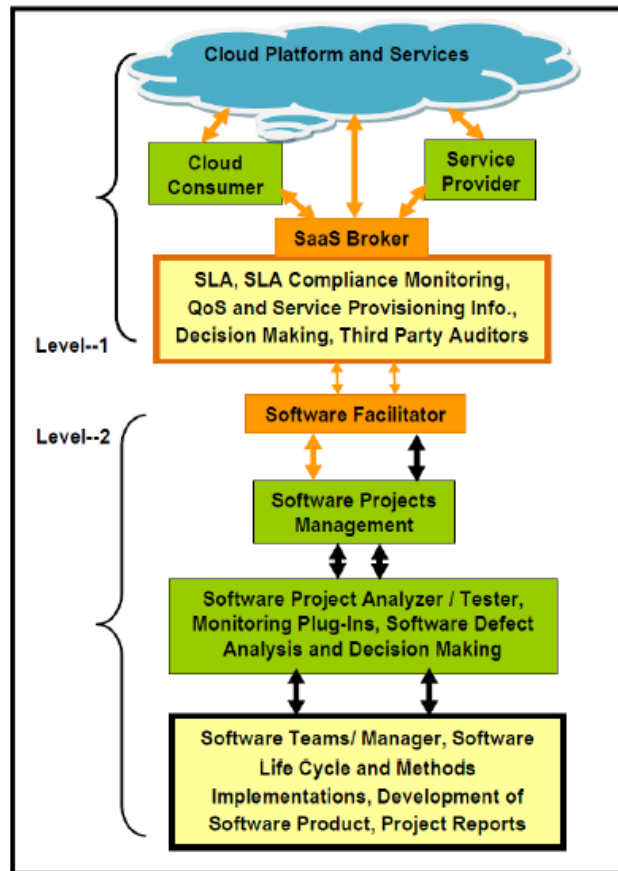 Cloud Platform and Services
Cloud
Consumer
Service
Provider
SaaS Broker
SLA, SLA Compliance Monitoring,
QoS and Service Provisioning Info.,
Decision Making, Third Party Auditors
Level--1
Software Facilitator
Level--2
Software Projects
Management
Software Project Analyzer / Tester,
Monitoring Plug-Ins, Software Defect
Analysis and Decision Making
Software Teams/ Manager, Software
Life Cycle and Methods
Implementations, Development of
Software Product, Project Reports